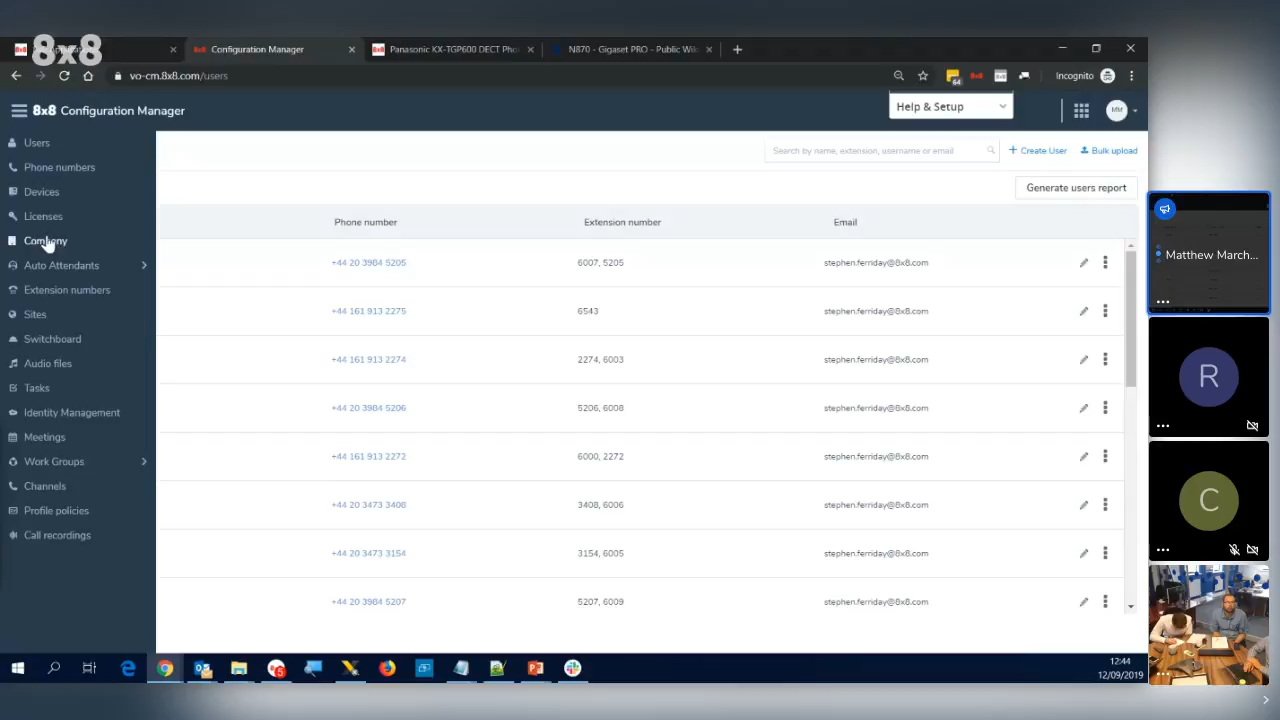 8x8
Configuration Manager
Panasonic KX-TGP600 DECT Pho
N870 - Gigaset PRO - Public Wik
vo-cm.8x8.com/users
64
Incognito
8x8 Configuration Manager
Help & Setup
MM
Users
Phone numbers
Devices
Licenses
Company
Auto Attendants
Extension numbers
Sites
Switchboard
Audio files
Tasks
Identity Management
Meetings
Work Groups
Channels
Profile policies
Call recordings
Search by name, extension, username or email
+ Create User
Bulk upload
Generate users report
Phone number Extension number Email
+44 20 3984 5205 6007, 5205 stephen.ferriday@8x8.com
+44 161 913 2275 6543 stephen.ferriday@8x8.com
+44 161 913 2274 2274, 6003 stephen.ferriday@8x8.com
+44 20 3984 5206 5206, 6008 stephen.ferriday@8x8.com
+44 161 913 2272 6000, 2272 stephen.ferriday@8x8.com
+44 20 3473 3408 3408, 6006 stephen.ferriday@8x8.com
+44 20 3473 3154 3154, 6005 stephen.ferriday@8x8.com
+44 20 3984 5207 5207, 6009 stephen.ferriday@8x8.com
Matthew March...
R
C
12:44
12/09/2019